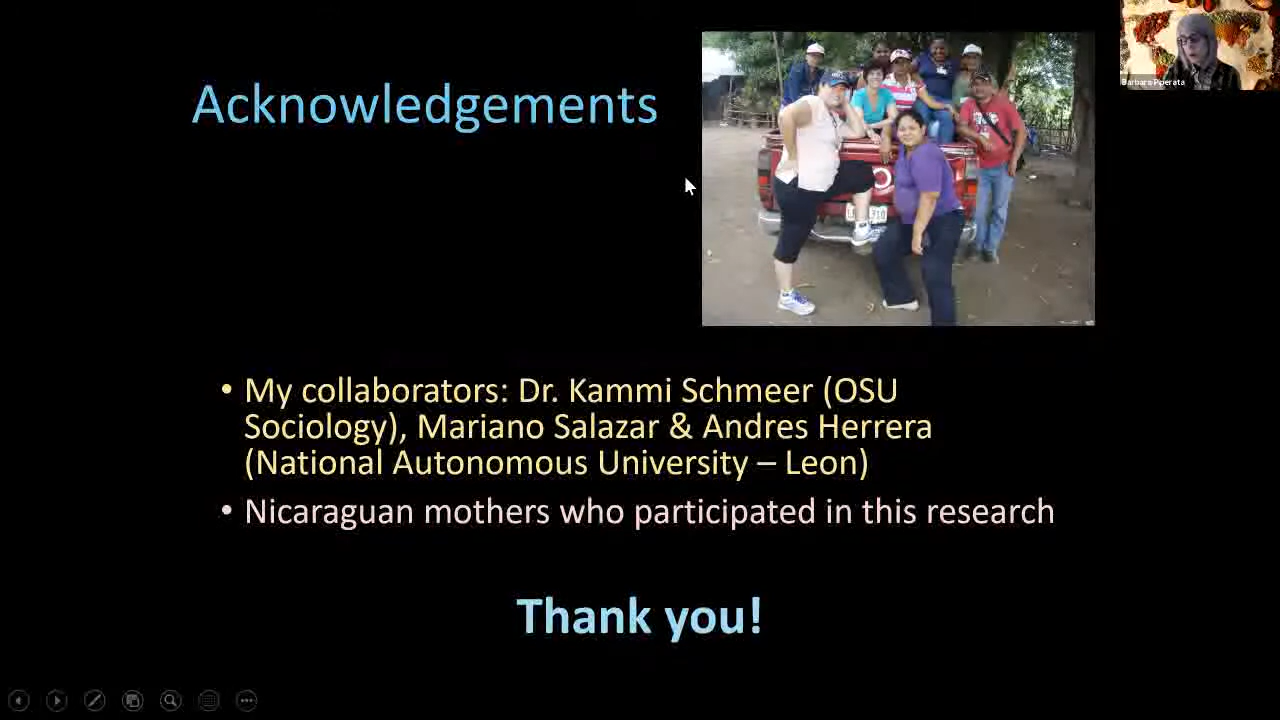 Acknowledgements
Barbara Piperata
• My collaborators: Dr. Kammi Schmeer (OSU
Sociology), Mariano Salazar & Andres Herrera
(National Autonomous University – Leon)
• Nicaraguan mothers who participated in this research
Thank you!